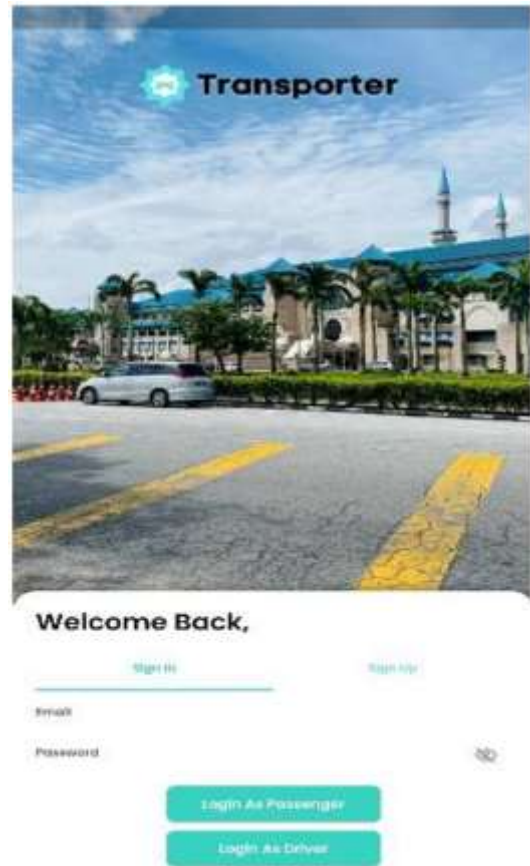 Transporter
Welcome Back,
Sign In Sign Up
Email
Password
Login As Passenger
Login As Driver